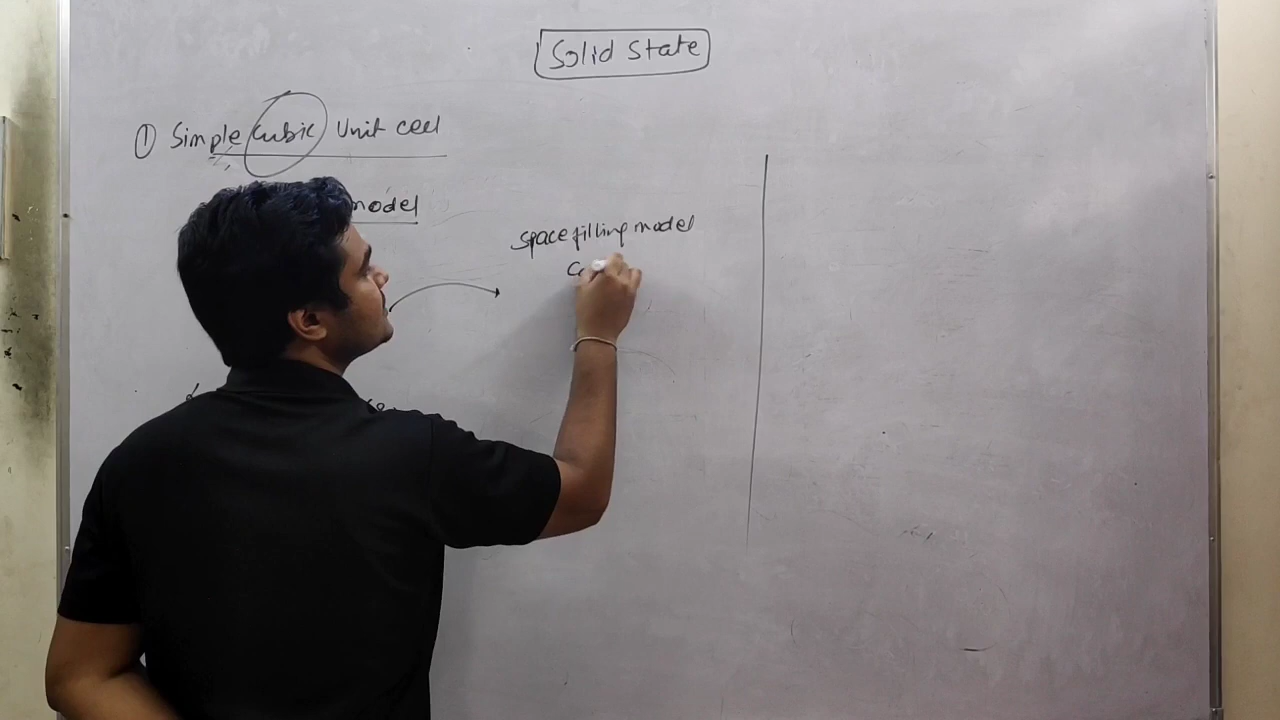 Solid State
① Simple cubic Unit cell
model
space filling model